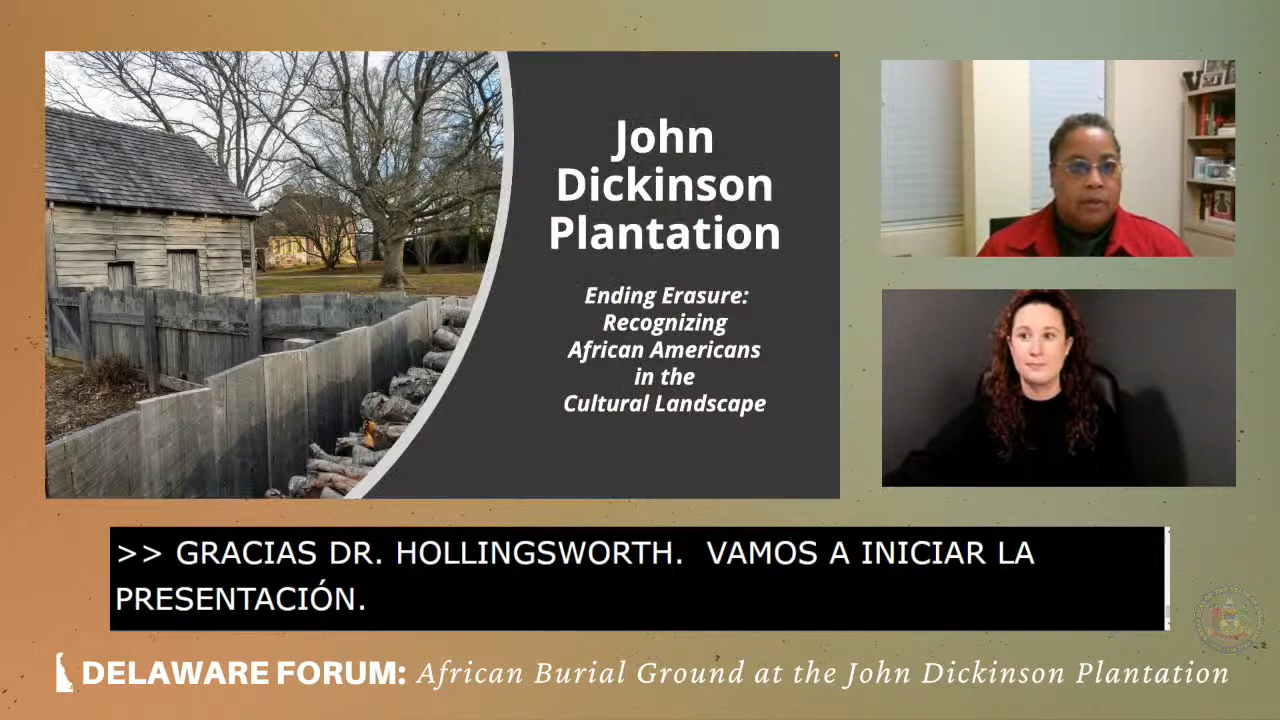 John
Dickinson
Plantation
Ending Erasure:
Recognizing
African Americans
in the
Cultural Landscape
>> GRACIAS DR. HOLLINGSWORTH.  VAMOS A INICIAR LA
PRESENTACIÓN.
DELAWARE FORUM: African Burial Ground at the John Dickinson Plantation